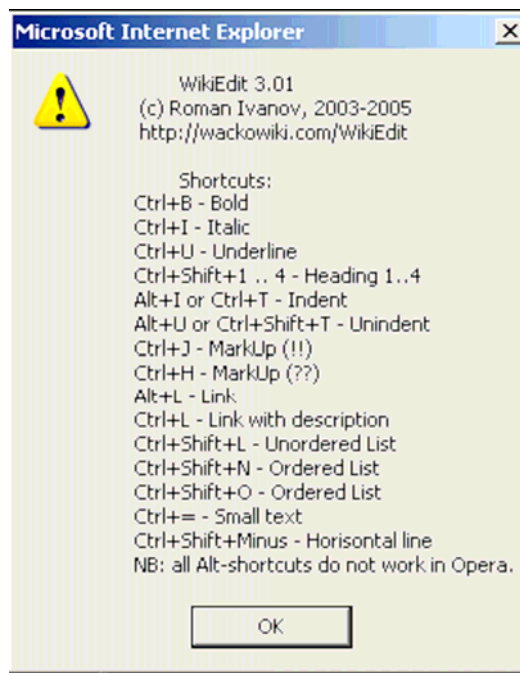 Microsoft Internet Explorer
WikiEdit 3.01
(c) Roman Ivanov, 2003-2005
http://wackowiki.com/WikiEdit
Shortcuts:
Ctrl+B - Bold
Ctrl+I - Italic
Ctrl+U - Underline
Ctrl+Shift+1 .. 4 - Heading 1..4
Alt+I or Ctrl+T - Indent
Alt+U or Ctrl+Shift+T - Unindent
Ctrl+J - MarkUp (!!)
Ctrl+H - MarkUp (??)
Alt+L - Link
Ctrl+L - Link with description
Ctrl+Shift+L - Unordered List
Ctrl+Shift+N - Ordered List
Ctrl+Shift+O - Ordered List
Ctrl+= - Small text
Ctrl+Shift+Minus - Horisontal line
NB: all Alt-shortcuts do not work in Opera.
OK